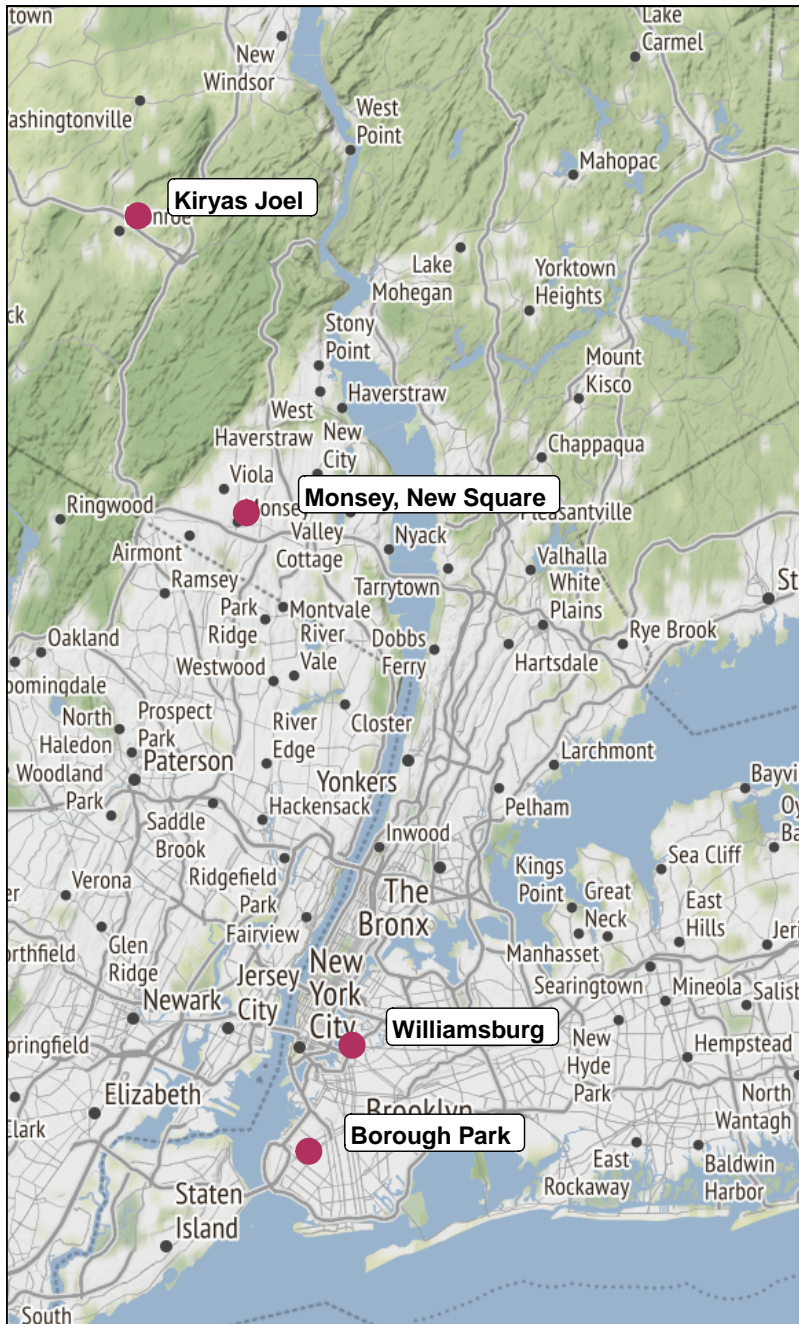 town
New
Windsor
Lake
Carmel
West
Point
Mahopac
Kiryas Joel
Lake
Mohegan
Yorktown
Heights
Stony
Point
Mount
Kisco
Haverstraw
West
Haverstraw
New
City
Chappaqua
Viola
Monsey, New Square
Ringwood
Valley
Cottage
Nyack
Airmont
Ramsey
Tarrytown
Valhalla
White
Plains
St
Park
Ridge
Montvale
River
Vale
Dobbs
Ferry
Rye Brook
Oakland
Westwood
Hartsdale
North
Haledon
Prospect
Park
River
Edge
Closter
Larchmont
Paterson
Woodland
Park
Yonkers
Hackensack
Pelham
Saddle
Brook
Inwood
Sea Cliff
Verona
Ridgefield
Park
The
Bronx
Kings
Point
Great
Neck
East
Hills
Fairview
Glen
Ridge
Manhasset
Jersey
City
New
York
City
Searingtown
Newark
Mineola
Williamsburg
New
Hyde
Park
Hempstead
North
Wantagh
Elizabeth
Brooklyn
Borough Park
East
Rockaway
Baldwin
Harbor
Staten
Island
South